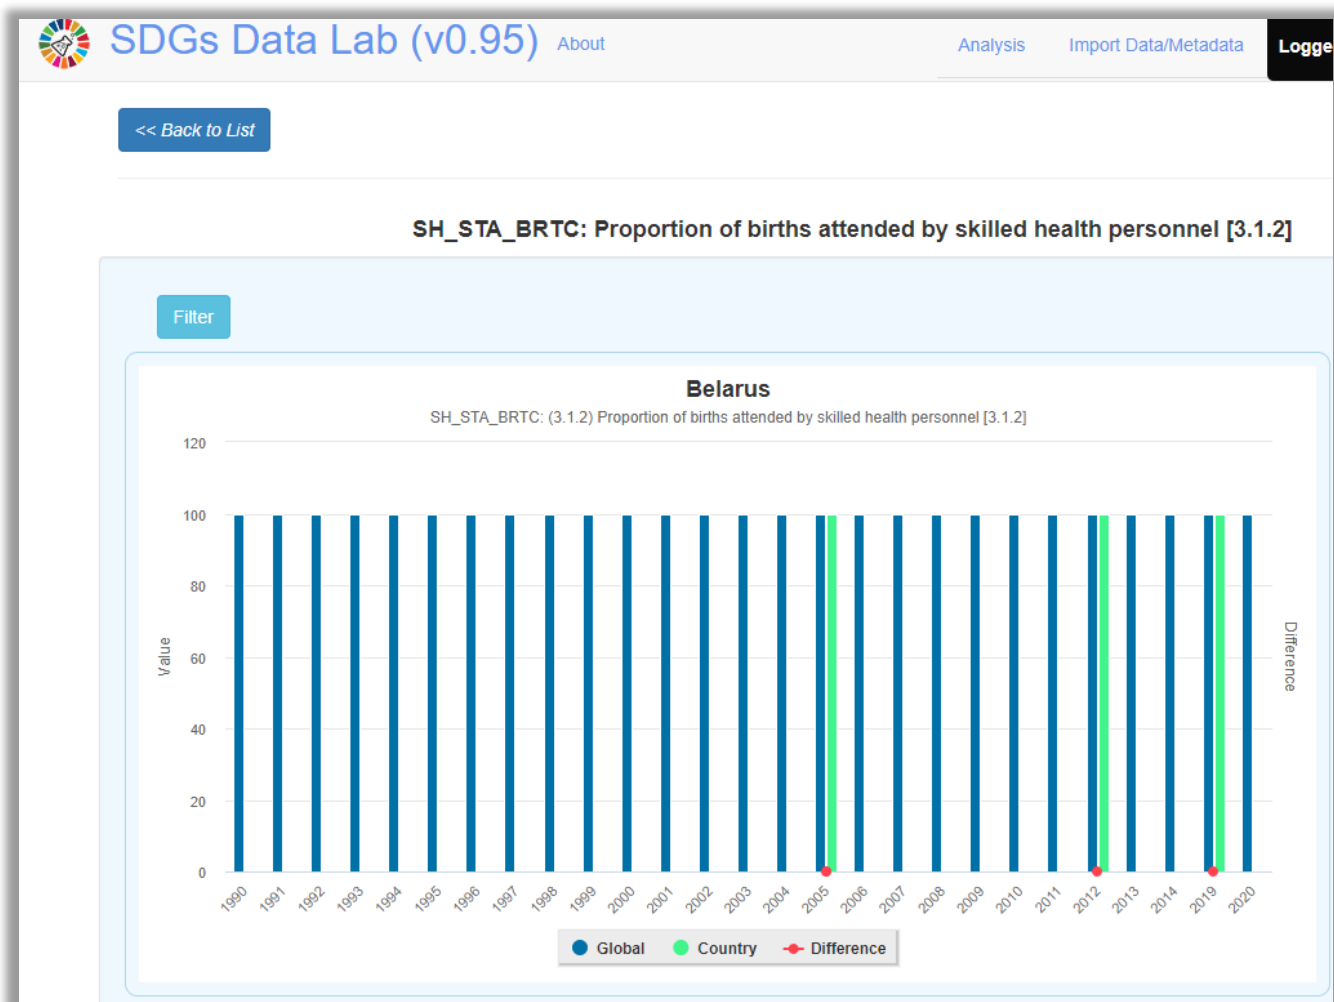 SDGs Data Lab (v0.95) About Analysis Import Data/Metadata Logge
<< Back to List
SH_STA_BRTC: Proportion of births attended by skilled health personnel [3.1.2]
Filter
Belarus
SH_STA_BRTC: (3.1.2) Proportion of births attended by skilled health personnel [3.1.2]
120
100
80
60
40
20
0
Value
Difference
1990 1991 1992 1993 1994 1995 1996 1997 1998 1999 2000 2001 2002 2003 2004 2005 2006 2007 2008 2009 2010 2011 2012 2013 2014 2019 2020
Global Country Difference